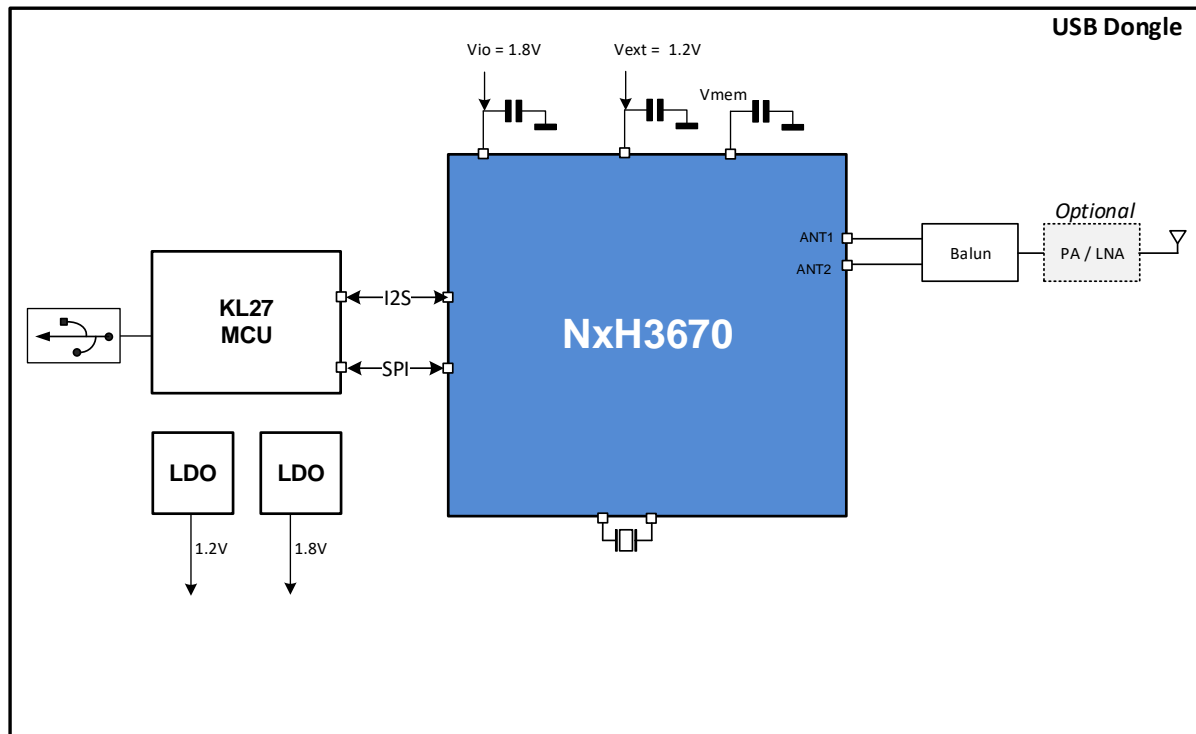 USB Dongle
Vio = 1.8V
Vext = 1.2V
Vmem
ANT1
ANT2
Balun
Optional
PA / LNA
KL27
MCU
I2S
SPI
NxH3670
LDO
LDO
1.2V
1.8V